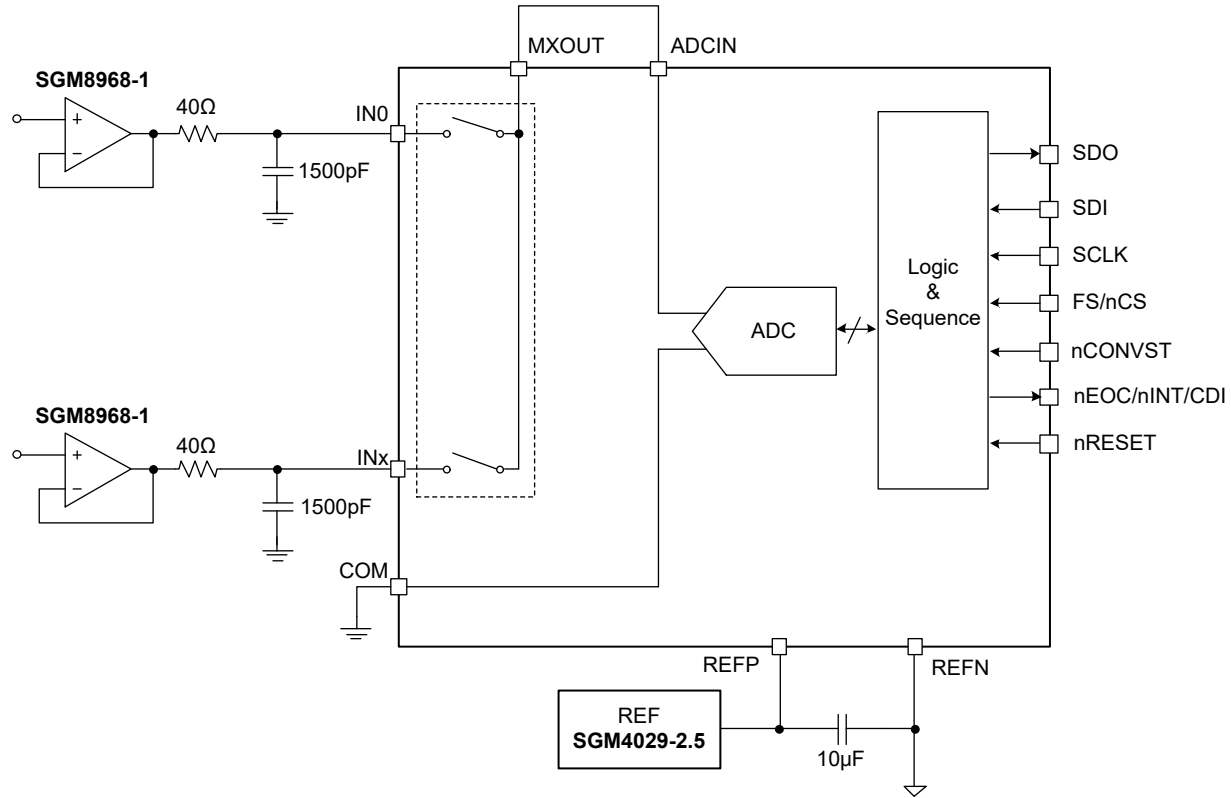 MXOUT
ADCIN
SGM8968-1
40Ω
IN0
1500pF
SDO
SDI
SCLK
FS/nCS
nCONVST
nEOC/nINT/CDI
nRESET
Logic
&
Sequence
ADC
SGM8968-1
40Ω
INx
1500pF
COM
REFP
REFN
REF
SGM4029-2.5
10μF